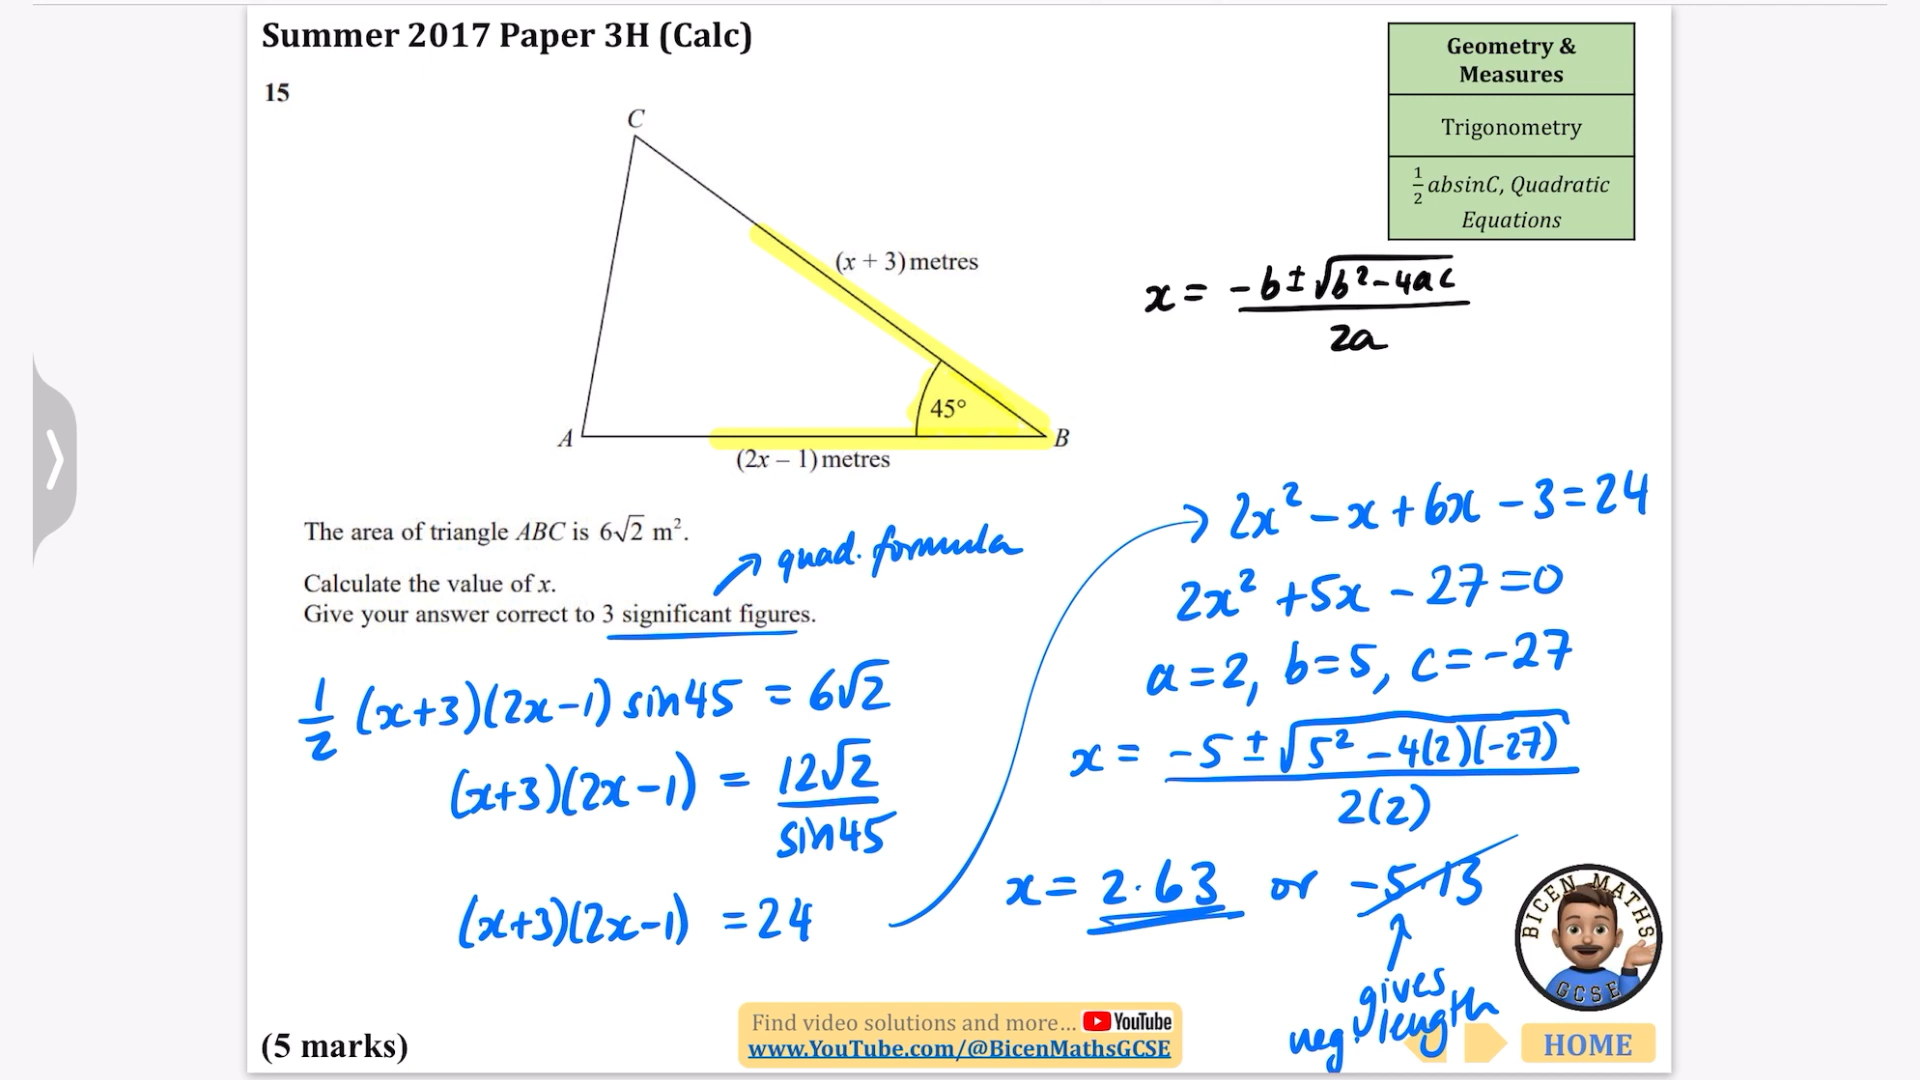 Summer 2017 Paper 3H (Calc)
Geometry &
Measures
Trigonometry
½ absinC, Quadratic
Equations
15
C
(x + 3) metres
45°
A
B
(2x – 1) metres
x = (-b ± √(b² - 4ac)) / 2a
The area of triangle ABC is 6√2 m².
Calculate the value of x.
Give your answer correct to 3 significant figures.
quad. formula
1/2 (x+3)(2x-1) sin45 = 6√2
(x+3)(2x-1) = 12√2 / sin45
(x+3)(2x-1) = 24
→ 2x² - x + 6x - 3 = 24
2x² + 5x - 27 = 0
a = 2, b = 5, c = -27
x = (-5 ± √(5² - 4(2)(-27))) / 2(2)
x = 2.63 or -5.13
gives
neg. length
BICEN MATHS
GCSE
(5 marks)
Find video solutions and more... YouTube
www.YouTube.com/@BicenMathsGCSE
HOME